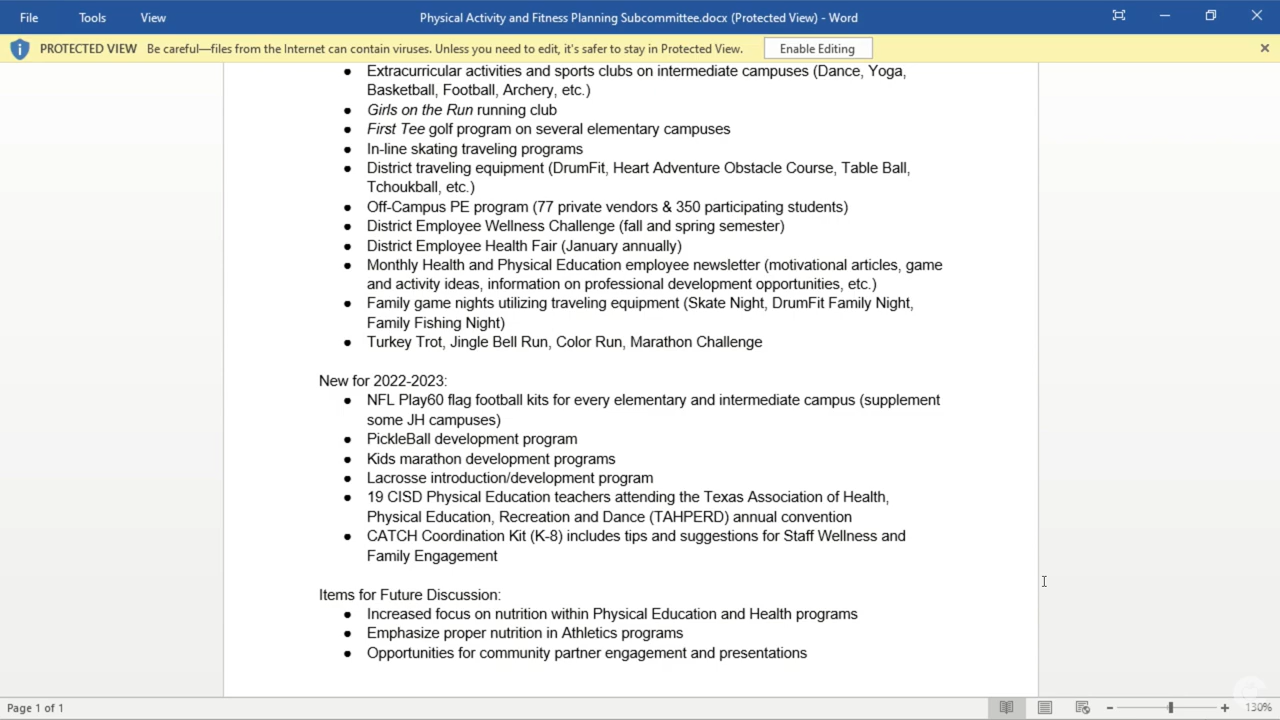 File Tools View Physical Activity and Fitness Planning Subcommittee.docx (Protected View) - Word
PROTECTED VIEW Be careful—files from the Internet can contain viruses. Unless you need to edit, it's safer to stay in Protected View. Enable Editing
● Extracurricular activities and sports clubs on intermediate campuses (Dance, Yoga,
Basketball, Football, Archery, etc.)
● Girls on the Run running club
● First Tee golf program on several elementary campuses
● In-line skating traveling programs
● District traveling equipment (DrumFit, Heart Adventure Obstacle Course, Table Ball,
Tchoukball, etc.)
● Off-Campus PE program (77 private vendors & 350 participating students)
● District Employee Wellness Challenge (fall and spring semester)
● District Employee Health Fair (January annually)
● Monthly Health and Physical Education employee newsletter (motivational articles, game
and activity ideas, information on professional development opportunities, etc.)
● Family game nights utilizing traveling equipment (Skate Night, DrumFit Family Night,
Family Fishing Night)
● Turkey Trot, Jingle Bell Run, Color Run, Marathon Challenge
New for 2022-2023:
● NFL Play60 flag football kits for every elementary and intermediate campus (supplement
some JH campuses)
● PickleBall development program
● Kids marathon development programs
● Lacrosse introduction/development program
● 19 CISD Physical Education teachers attending the Texas Association of Health,
Physical Education, Recreation and Dance (TAHPERD) annual convention
● CATCH Coordination Kit (K-8) includes tips and suggestions for Staff Wellness and
Family Engagement
Items for Future Discussion:
● Increased focus on nutrition within Physical Education and Health programs
● Emphasize proper nutrition in Athletics programs
● Opportunities for community partner engagement and presentations
Page 1 of 1 130%